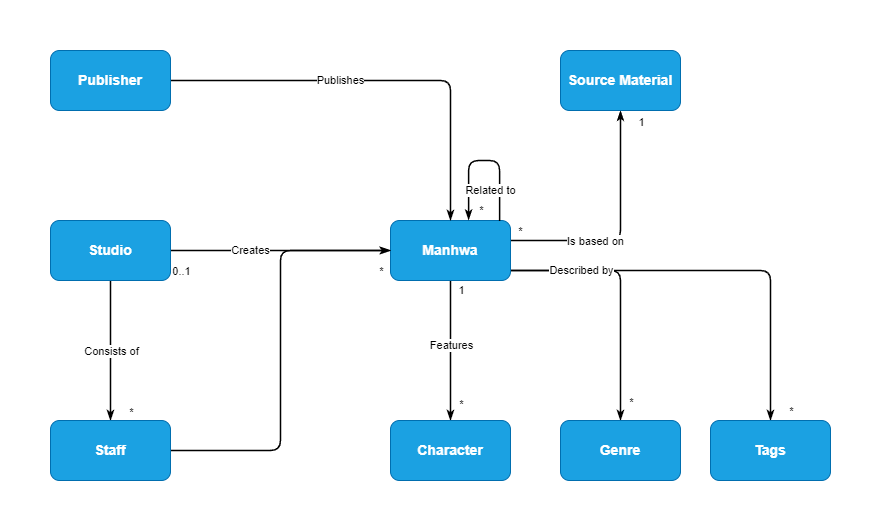 Publisher
Publishes
Source Material
1
Related to
*
*
Studio
Creates
Manhwa
Is based on
0..1
*
Described by
1
Consists of
Features
*
*
*
*
Staff
Character
Genre
Tags